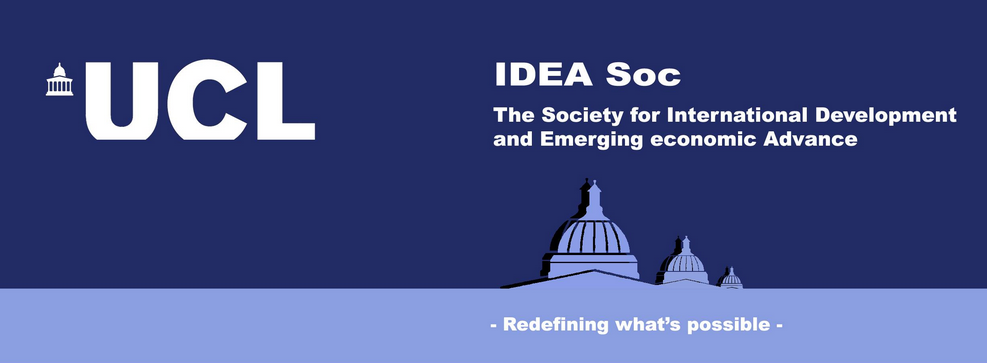 UCL
IDEA Soc
The Society for International Development
and Emerging economic Advance
- Redefining what’s possible -